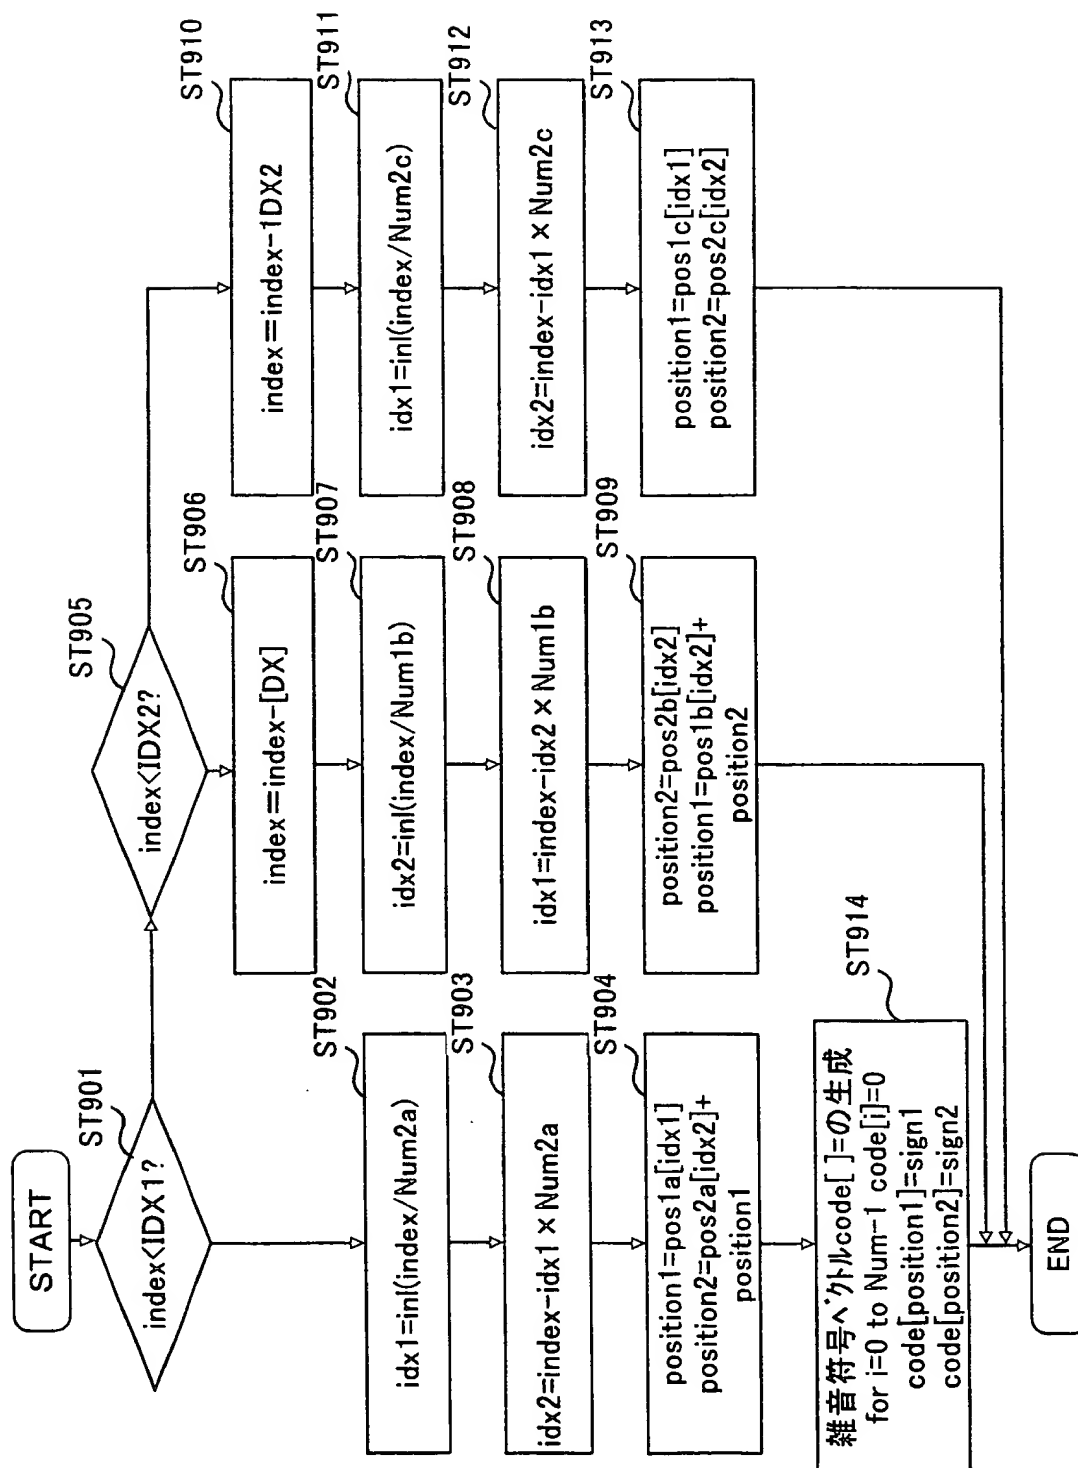 START
ST901
index<IDX1?
ST902
idx1=inl(index/Num2a)
ST903
idx2=index-idx1×Num2a
ST904
position1=pos1a[idx1]
position2=pos2a[idx2]+
position1
ST905
index<IDX2?
ST906
index=index-[DX]
ST907
idx2=inl(index/Num1b)
ST908
idx1=index-idx2×Num1b
ST909
position2=pos2b[idx2]
position1=pos1b[idx2]+
position2
ST910
index=index-1DX2
ST911
idx1=inl(index/Num2c)
ST912
idx2=index-idx1×Num2c
ST913
position1=pos1c[idx1]
position2=pos2c[idx2]
ST914
雑音符号ベクトルcode[ ]=の生成
for i=0 to Num-1 code[i]=0
code[position1]=sign1
code[position2]=sign2
END